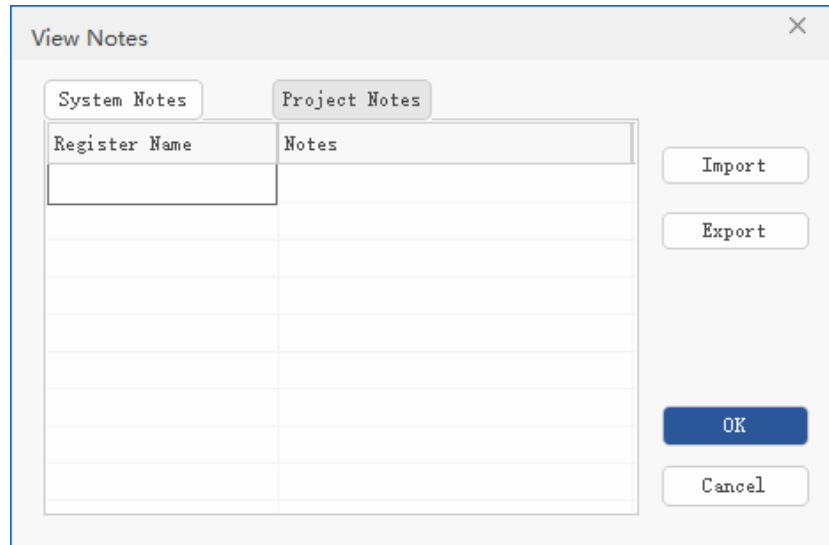 View Notes
System Notes Project Notes
Register Name Notes
Import
Export
OK
Cancel